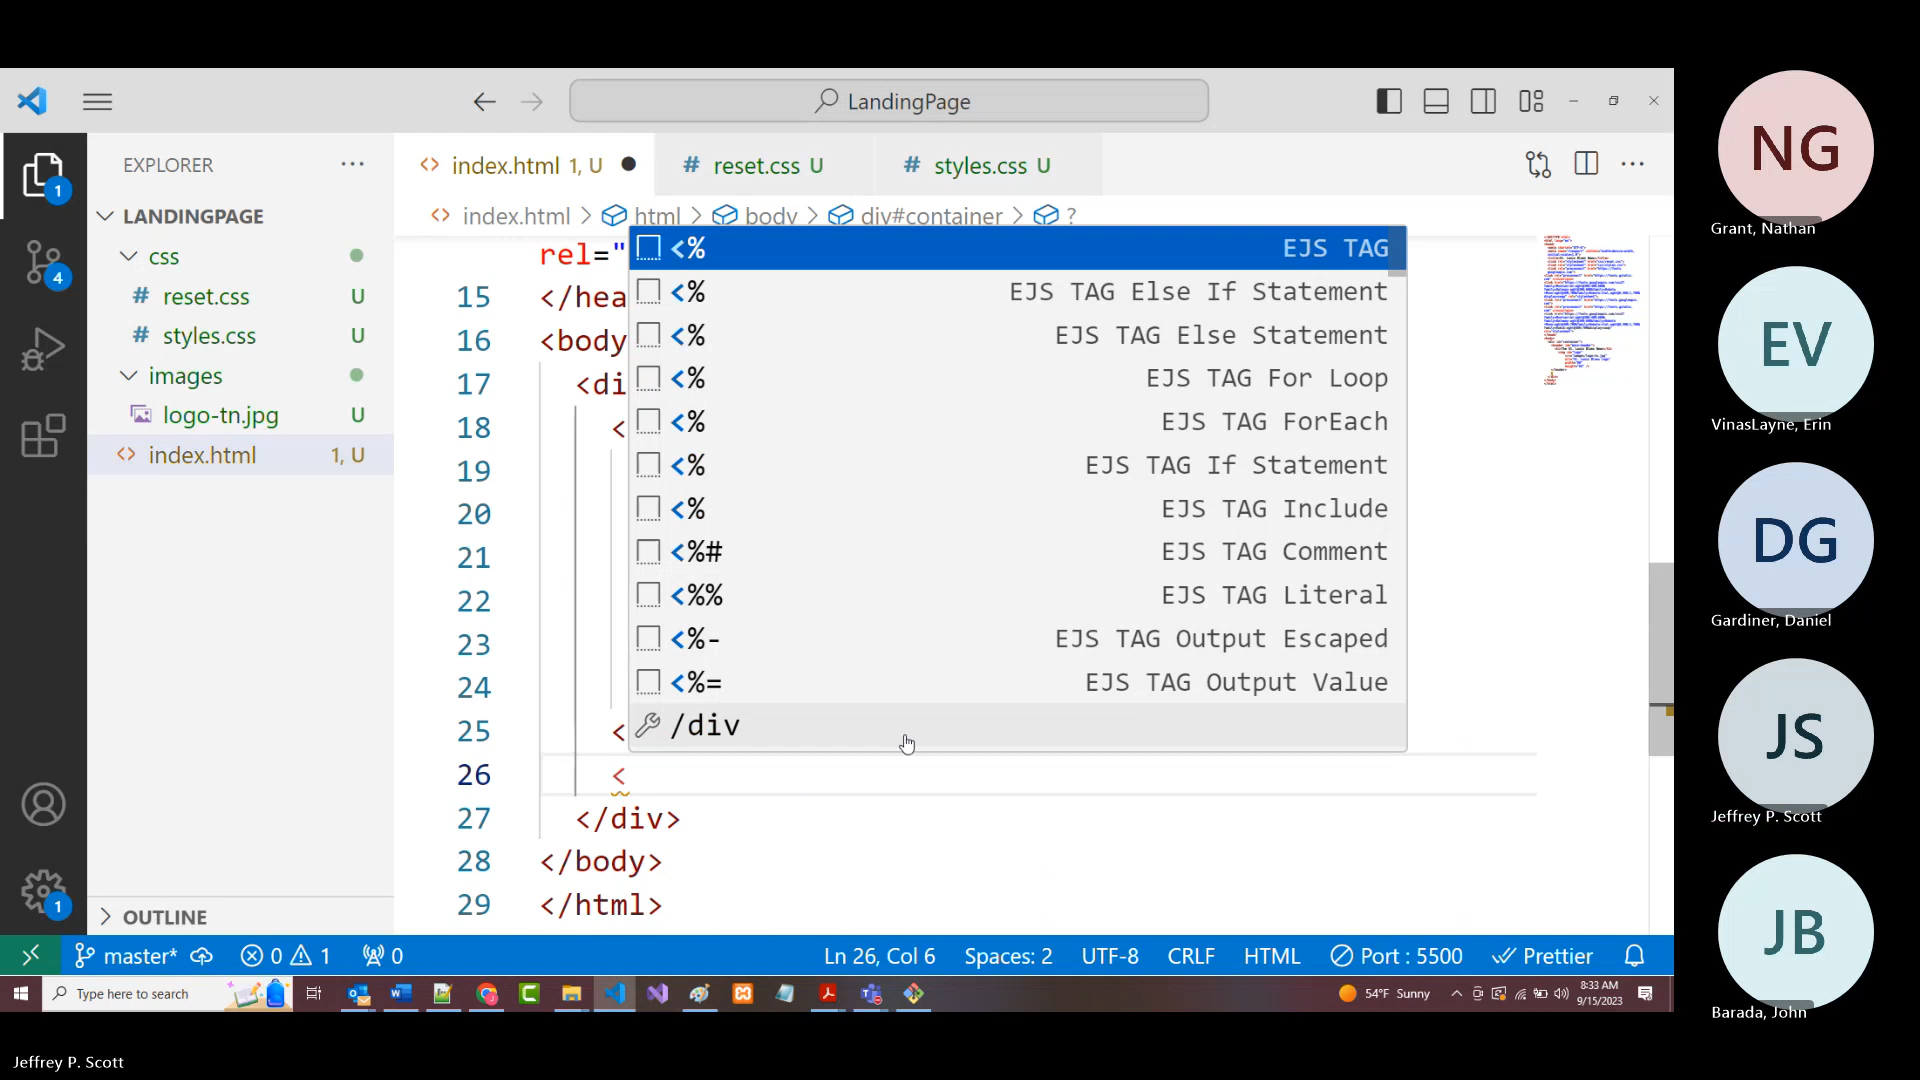 LandingPage
EXPLORER
index.html 1, U
# reset.css U
# styles.css U
LANDINGPAGE
index.html > html > body > div#container > ?
css
# reset.css U
# styles.css U
images
logo-tn.jpg U
index.html 1, U
OUTLINE
rel="
15 </hea
16 <body
17 <di
18 <
19
20
21
22
23
24
25 <
26 <
27 </div>
28 </body>
29 </html>
<% EJS TAG
<% EJS TAG Else If Statement
<% EJS TAG Else Statement
<% EJS TAG For Loop
<% EJS TAG ForEach
<% EJS TAG If Statement
<% EJS TAG Include
<%# EJS TAG Comment
<%% EJS TAG Literal
<%- EJS TAG Output Escaped
<%= EJS TAG Output Value
/div
1
4
1
master* 0 1 0 Ln 26, Col 6 Spaces: 2 UTF-8 CRLF HTML Port : 5500 Prettier
Type here to search
54°F Sunny
8:33 AM
9/15/2023
NG
Grant, Nathan
EV
VinasLayne, Erin
DG
Gardiner, Daniel
JS
Jeffrey P. Scott
JB
Barada, John
Jeffrey P. Scott